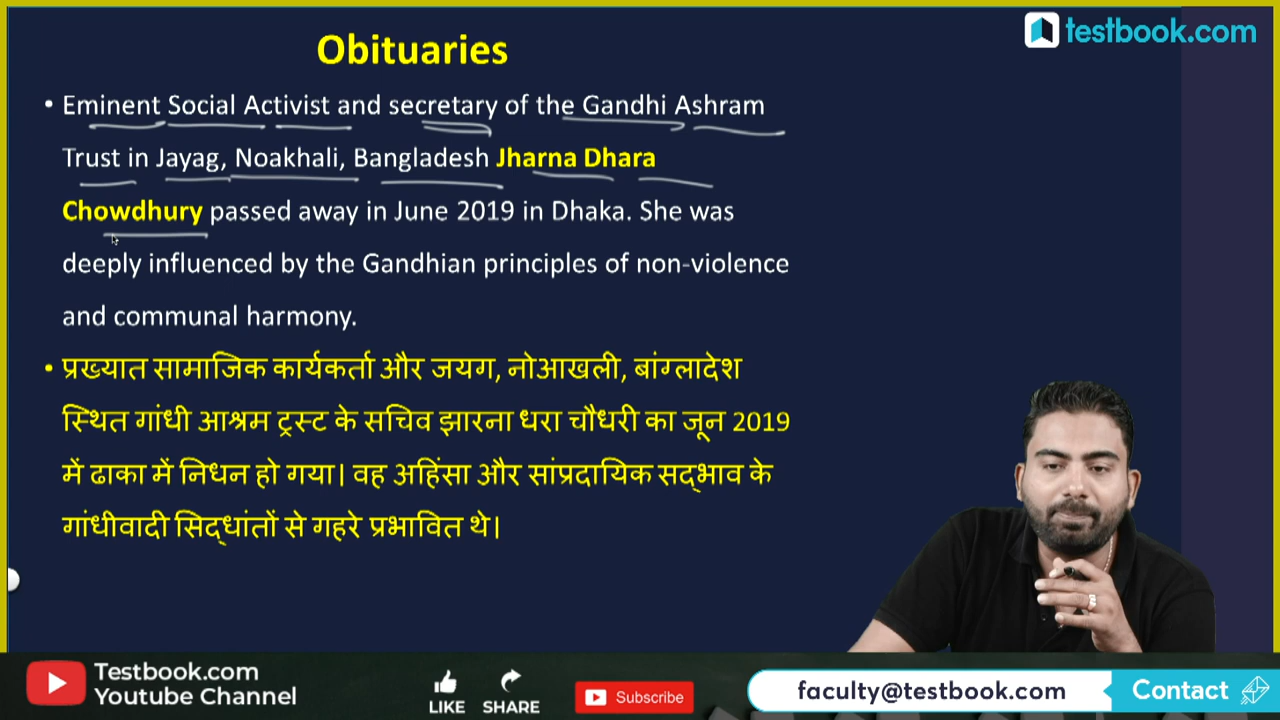 Obituaries
testbook.com
• Eminent Social Activist and secretary of the Gandhi Ashram
Trust in Jayag, Noakhali, Bangladesh Jharna Dhara
Chowdhury passed away in June 2019 in Dhaka. She was
deeply influenced by the Gandhian principles of non-violence
and communal harmony.
• प्रख्यात सामाजिक कार्यकर्ता और जयग, नोआखली, बांग्लादेश
स्थित गांधी आश्रम ट्रस्ट के सचिव झारना धरा चौधरी का जून 2019
में ढाका में निधन हो गया। वह अहिंसा और सांप्रदायिक सद्भाव के
गांधीवादी सिद्धांतों से गहरे प्रभावित थे।
Testbook.com
Youtube Channel
LIKE
SHARE
Subscribe
faculty@testbook.com
Contact